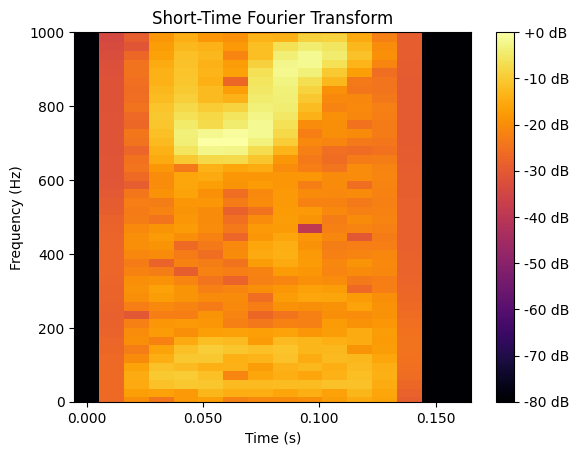 Short-Time Fourier Transform
1000
800
600
400
200
0
Frequency (Hz)
0.000
0.050
0.100
0.150
Time (s)
+0 dB
-10 dB
-20 dB
-30 dB
-40 dB
-50 dB
-60 dB
-70 dB
-80 dB